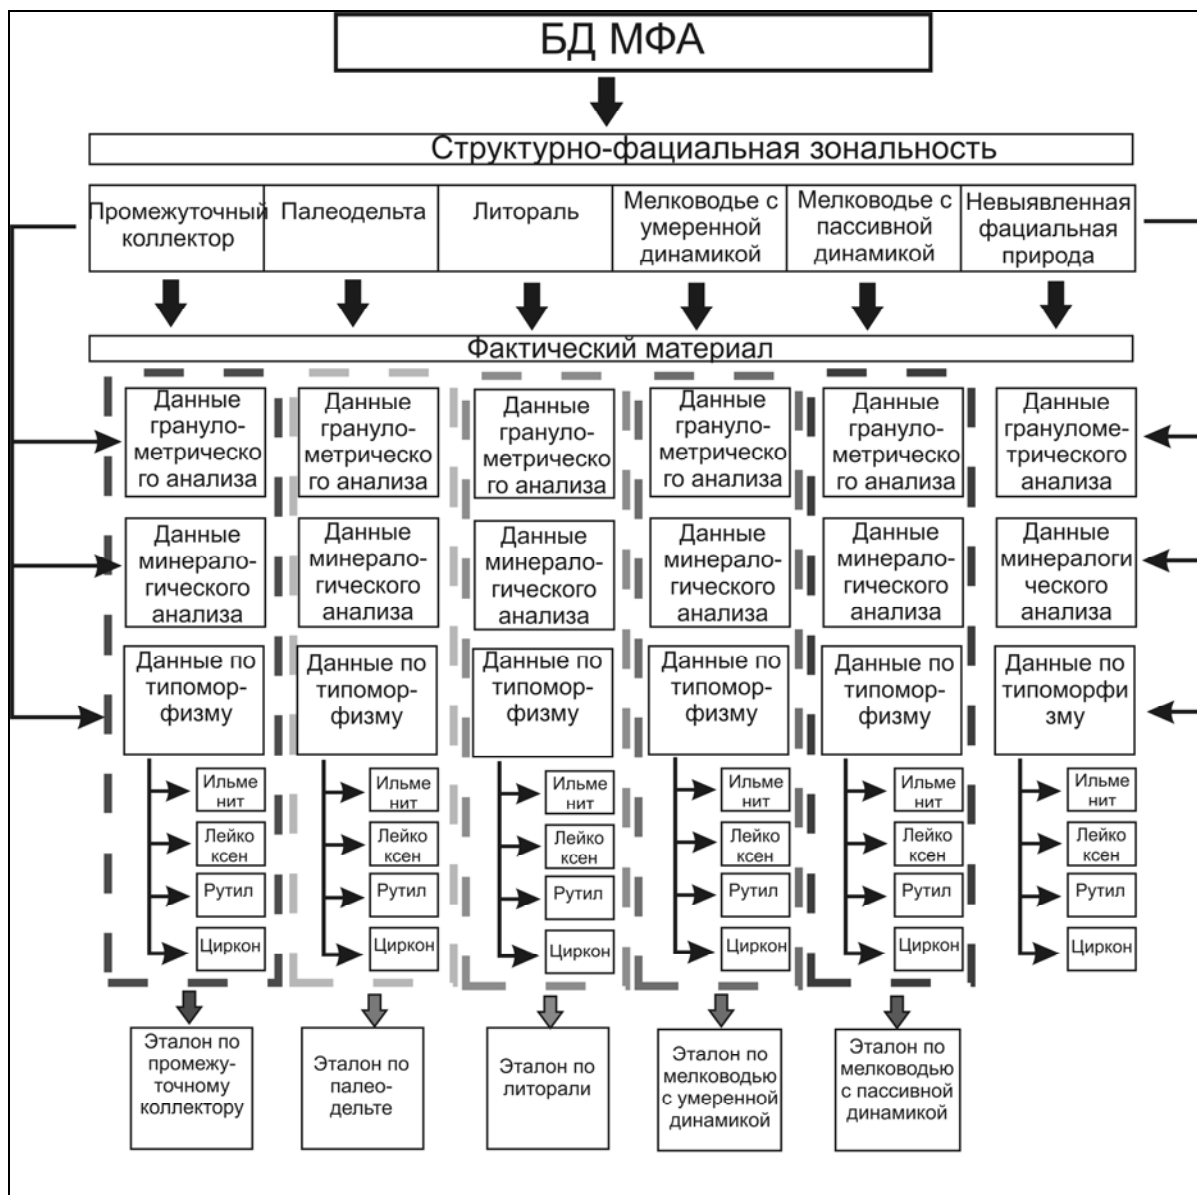 БД МФА
Структурно-фациальная зональность
Промежуточный
коллектор
Палеодельта
Литораль
Мелководье с
умеренной
динамикой
Мелководье с
пассивной
динамикой
Невыявленная
фациальная
природа
Фактический материал
Данные
грануло-
метрическо
го анализа
Данные
грануло-
метрическо
го анализа
Данные
грануло-
метрическо
го анализа
Данные
грануло-
метрическо
го анализа
Данные
грануло-
метрическо
го анализа
Данные
грануломе-
трического
анализа
Данные
минерало-
гического
анализа
Данные
минерало-
гического
анализа
Данные
минерало-
гического
анализа
Данные
минерало-
гического
анализа
Данные
минерало-
гического
анализа
Данные
минералоги
ческого
анализа
Данные по
типомор-
физму
Данные по
типомор-
физму
Данные по
типомор-
физму
Данные по
типомор-
физму
Данные по
типомор-
физму
Данные по
типоморфи
зму
Ильме
нит
Ильме
нит
Ильме
нит
Ильме
нит
Ильме
нит
Ильме
нит
Лейко
ксен
Лейко
ксен
Лейко
ксен
Лейко
ксен
Лейко
ксен
Лейко
ксен
Рутил
Рутил
Рутил
Рутил
Рутил
Рутил
Циркон
Циркон
Циркон
Циркон
Циркон
Циркон
Эталон по
промежу-
точному
коллектору
Эталон по
палео-
дельте
Эталон по
литорали
Эталон по
мелководью
с умеренной
динамикой
Эталон по
мелководью
с пассивной
динамикой